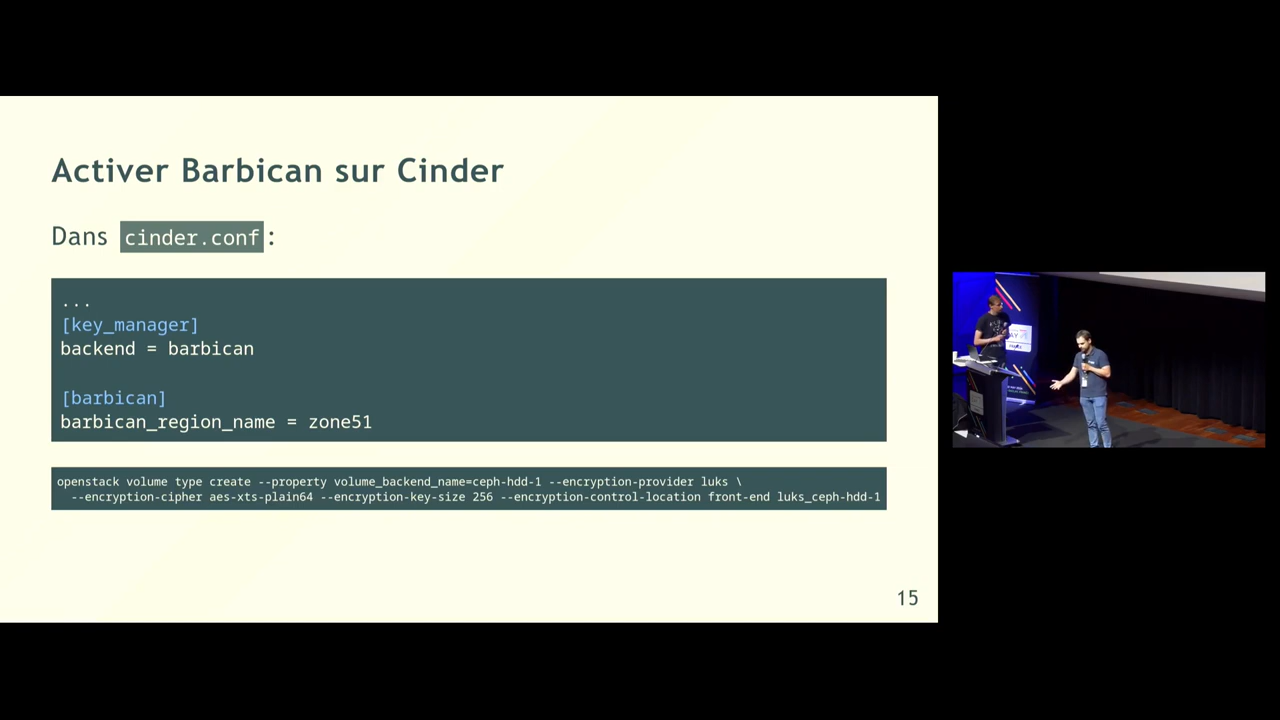 Activer Barbican sur Cinder
Dans cinder.conf :
...
[key_manager]
backend = barbican
[barbican]
barbican_region_name = zone51
openstack volume type create --property volume_backend_name=ceph-hdd-1 --encryption-provider luks \
--encryption-cipher aes-xts-plain64 --encryption-key-size 256 --encryption-control-location front-end luks_ceph-hdd-1
15